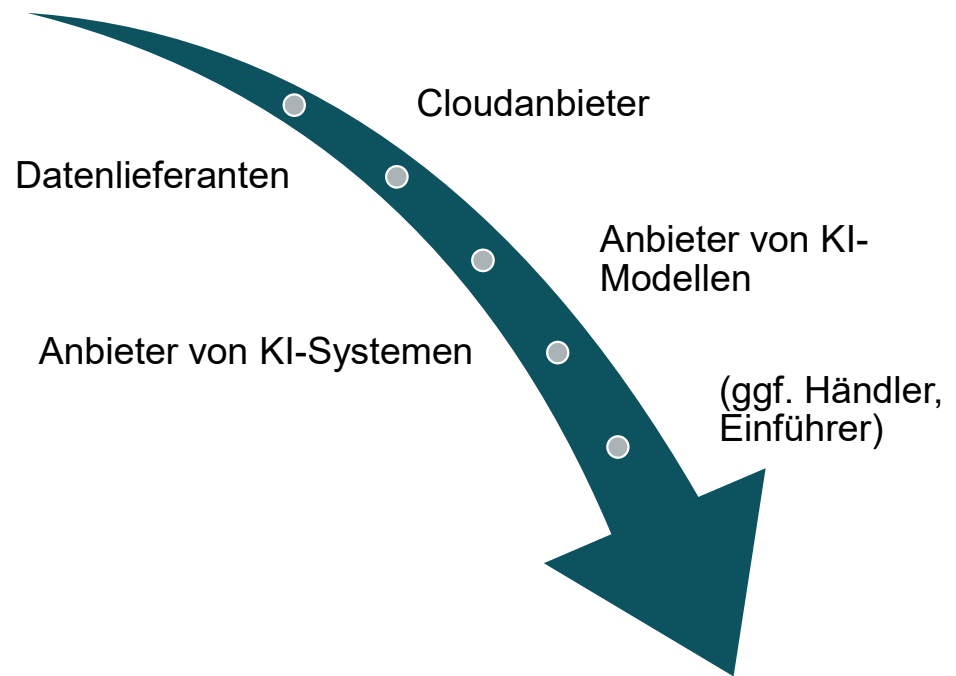 Cloudanbieter
Datenlieferanten
Anbieter von KI-
Modellen
Anbieter von KI-Systemen
(ggf. Händler,
Einführer)